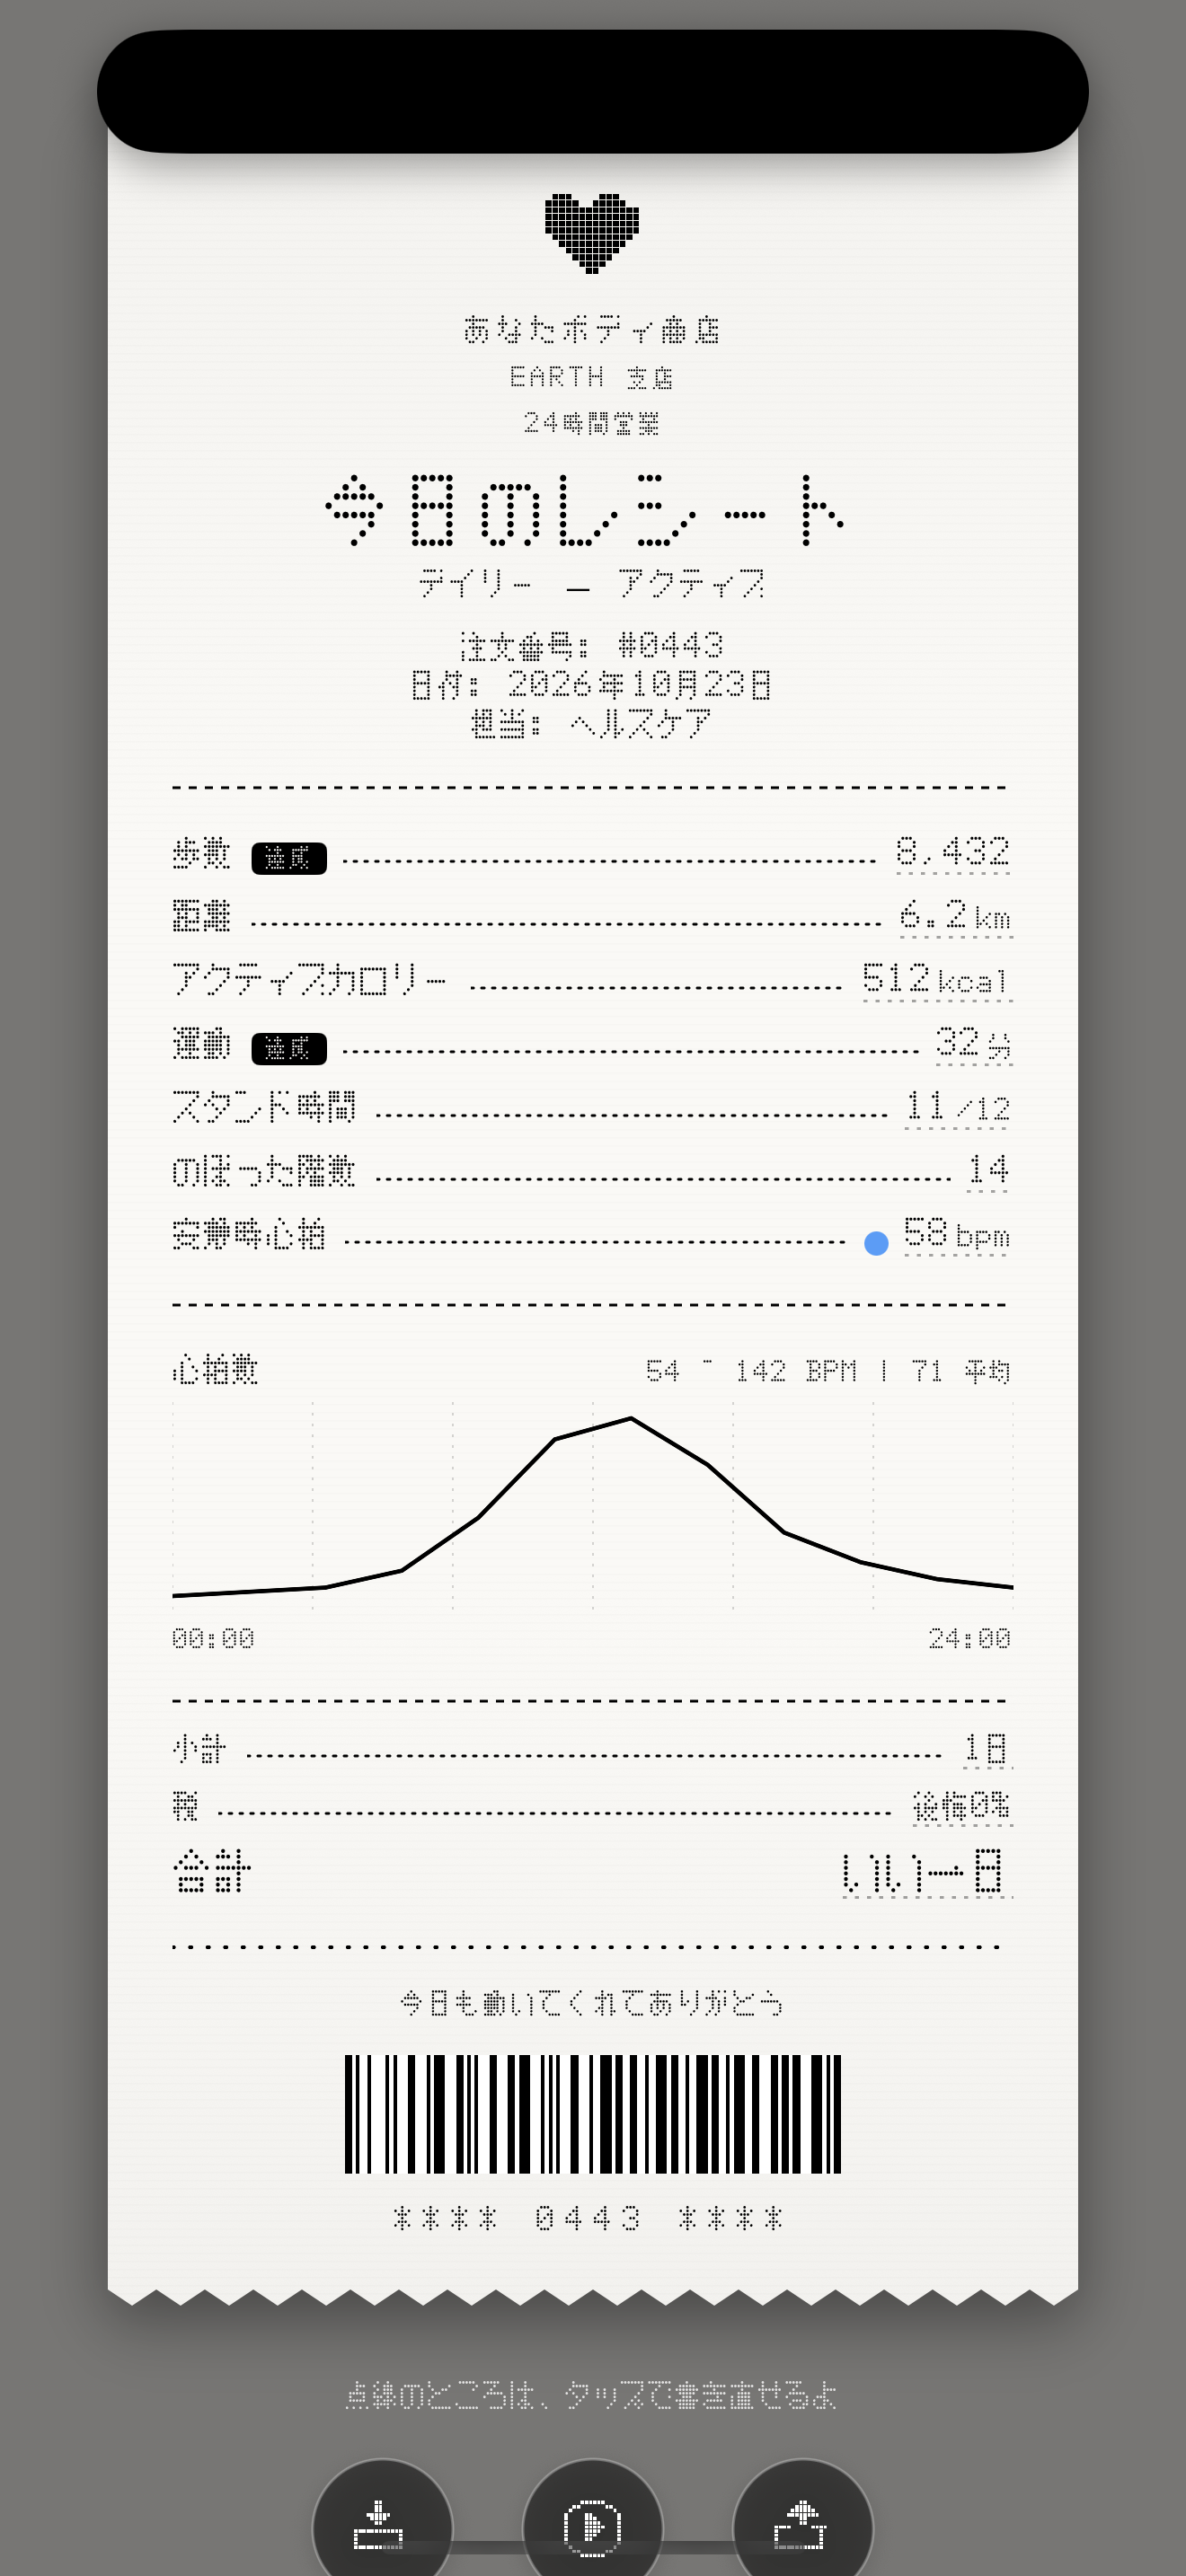 あなたボディ商店
EARTH 支店
24時間営業
今日のレシート
デイリー — アクティブ
注文番号: #0443
日付: 2026年10月23日
担当: ヘルスケア
歩数 達成 8,432
距離 6.2km
アクティブカロリー 512kcal
運動 達成 32分
スタンド時間 11/12
のぼった階数 14
安静時心拍 58bpm
心拍数 54 – 142 BPM | 71 平均
00:00 24:00
小計 1日
税 後悔0%
合計 いい一日
今日も動いてくれてありがとう
**** 0443 ****
点線のところは、タップで書き直せるよ